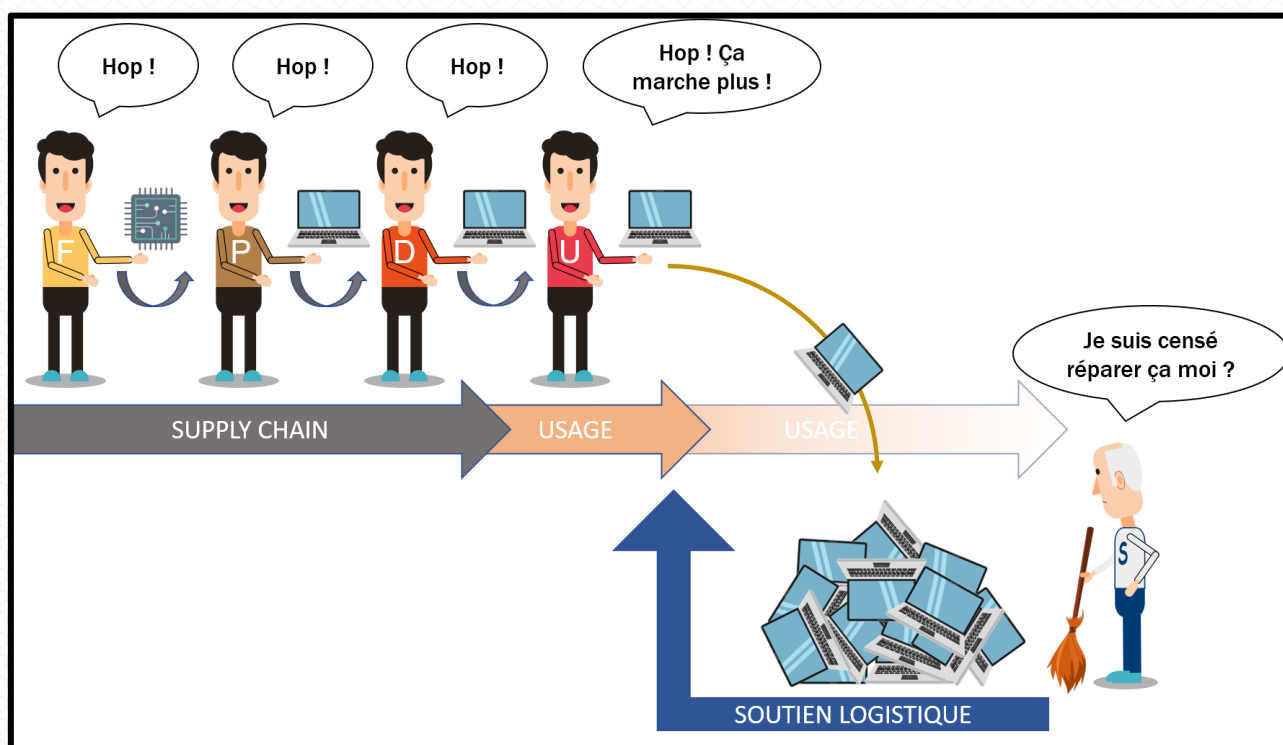 Hop !
Hop !
Hop !
Hop ! Ça
marche plus !
F
P
D
U
Je suis censé
réparer ça moi ?
SUPPLY CHAIN
USAGE
USAGE
S
SOUTIEN LOGISTIQUE